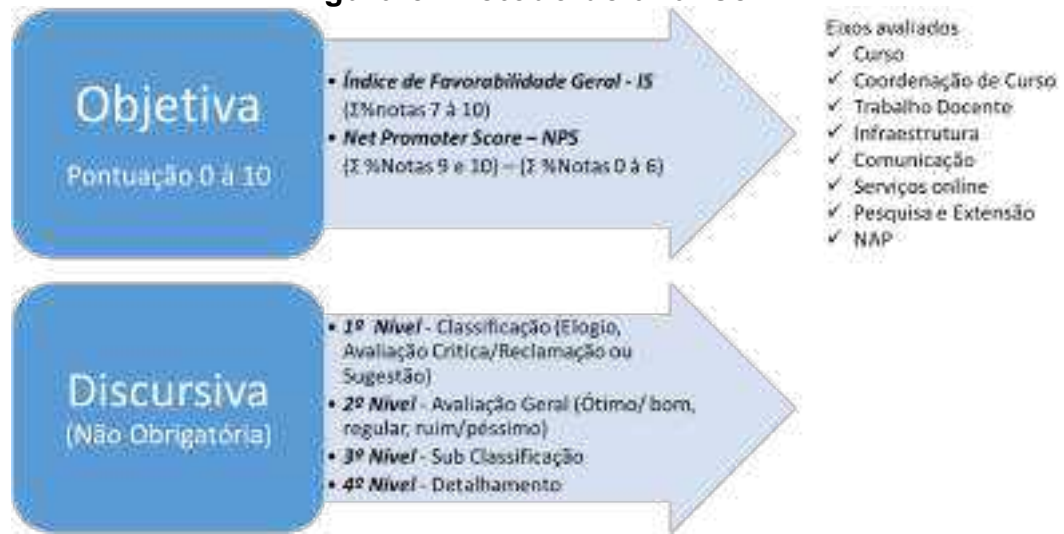 Objetiva
Pontuação 0 à 10
• Índice de Favorabilidade Geral - IS
(Σ%notas 7 à 10)
• Net Promoter Score – NPS
(Σ %Notas 9 e 10) – (Σ %Notas 0 à 6)
Eixos avaliados
✓ Curso
✓ Coordenação de Curso
✓ Trabalho Docente
✓ Infraestrutura
✓ Comunicação
✓ Serviços online
✓ Pesquisa e Extensão
✓ NAP
Discursiva
(Não Obrigatória)
• 1º Nível - Classificação (Elogio,
Avaliação Critica/Reclamação ou
Sugestão)
• 2º Nível - Avaliação Geral (Ótimo/ bom,
regular, ruim/péssimo)
• 3º Nível - Sub Classificação
• 4º Nível - Detalhamento